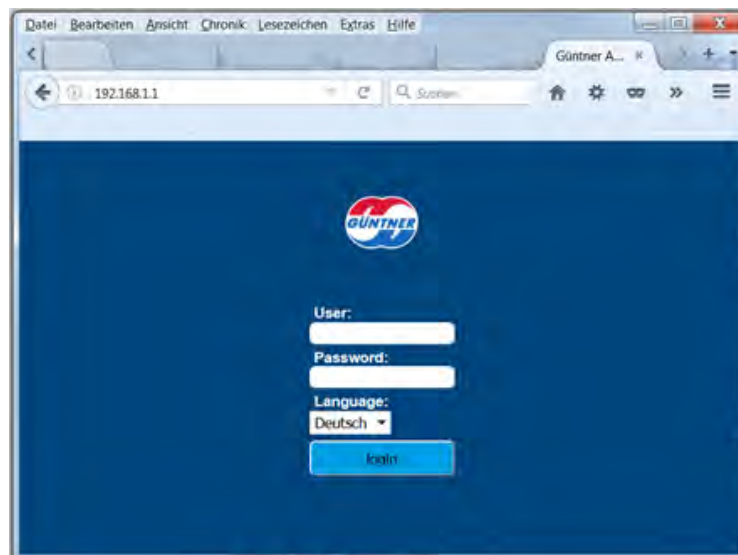 Datei Bearbeiten Ansicht Chronik Lesezeichen Extras Hilfe
Güntner A...
192.168.1.1
Suchen
GÜNTNER
User:
Password:
Language:
Deutsch
login